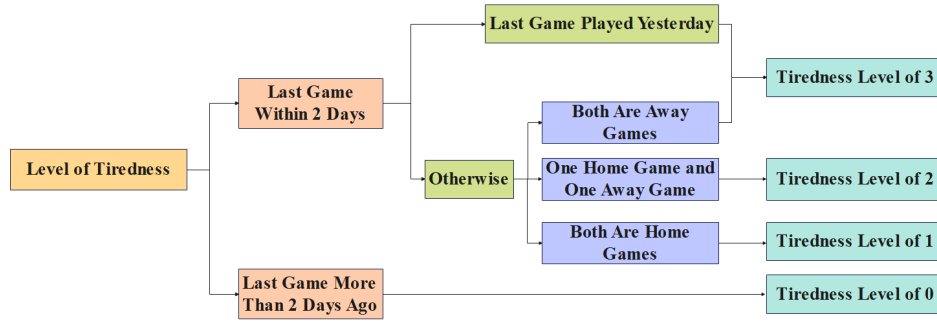 Last Game Played Yesterday
Tiredness Level of 3
Last Game
Within 2 Days
Both Are Away
Games
Level of Tiredness
Otherwise
One Home Game and
One Away Game
Tiredness Level of 2
Both Are Home
Games
Tiredness Level of 1
Last Game More
Than 2 Days Ago
Tiredness Level of 0